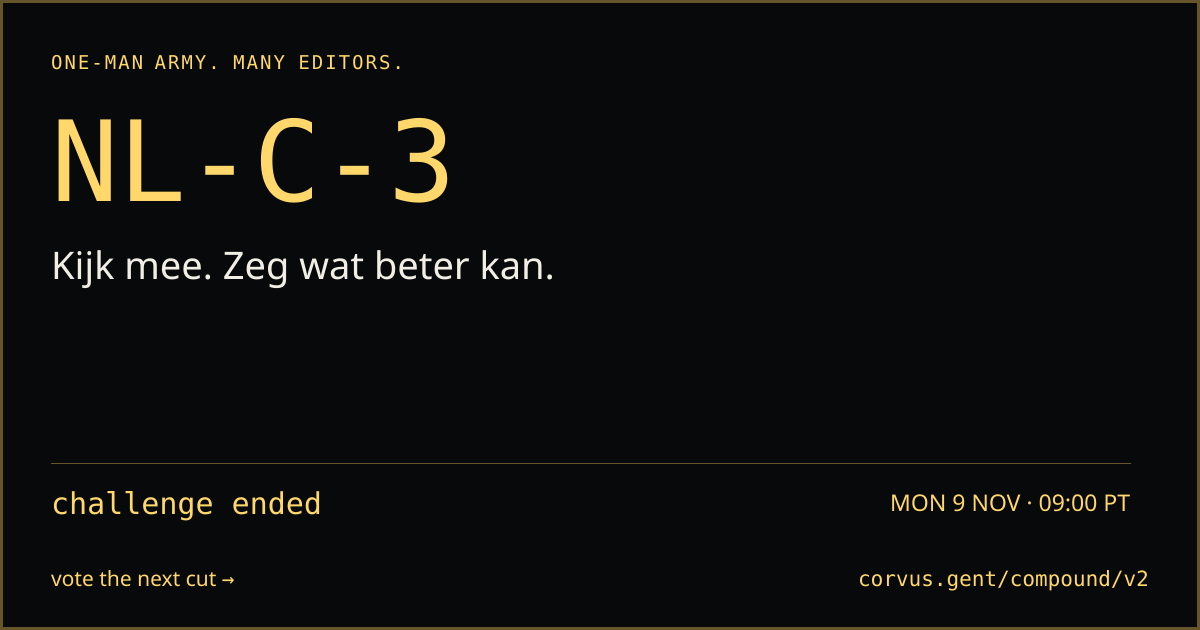 ONE-MAN ARMY. MANY EDITORS.
NL-C-3
Kijk mee. Zeg wat beter kan.
challenge ended
MON 9 NOV · 09:00 PT
vote the next cut →
corvus.gent/compound/v2